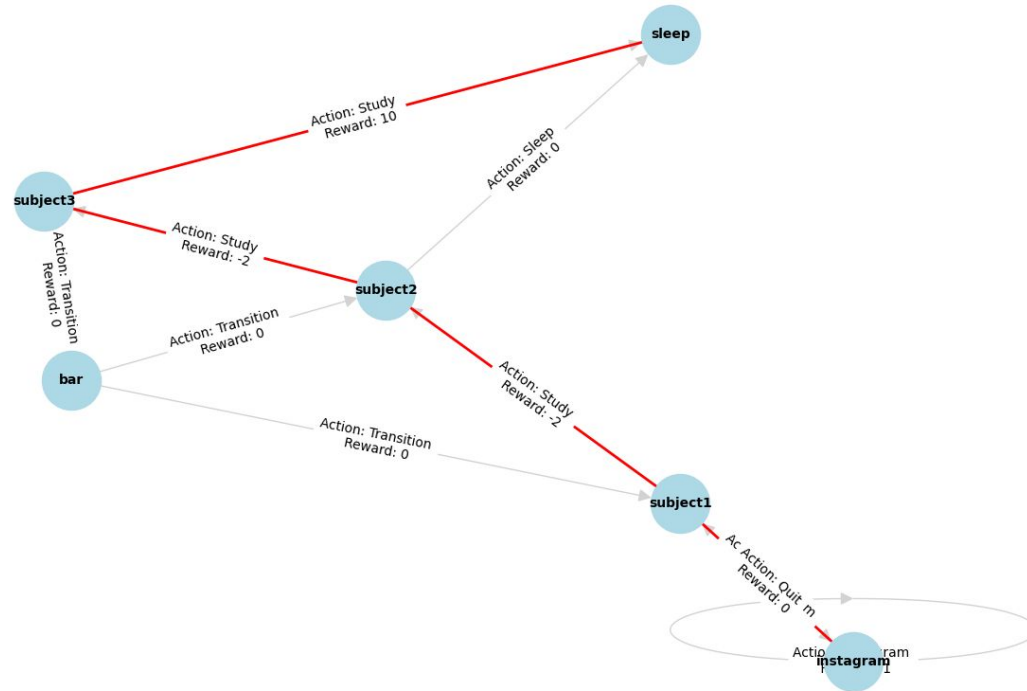 sleep
Action: Study
Reward: 10
Action: Sleep
Reward: 0
subject3
Action: Study
Reward: -2
Action: Transition
Reward: 0
subject2
Action: Transition
Reward: 0
bar
Action: Study
Reward: -2
Action: Transition
Reward: 0
subject1
Action: Quit
Reward: 0
instagram